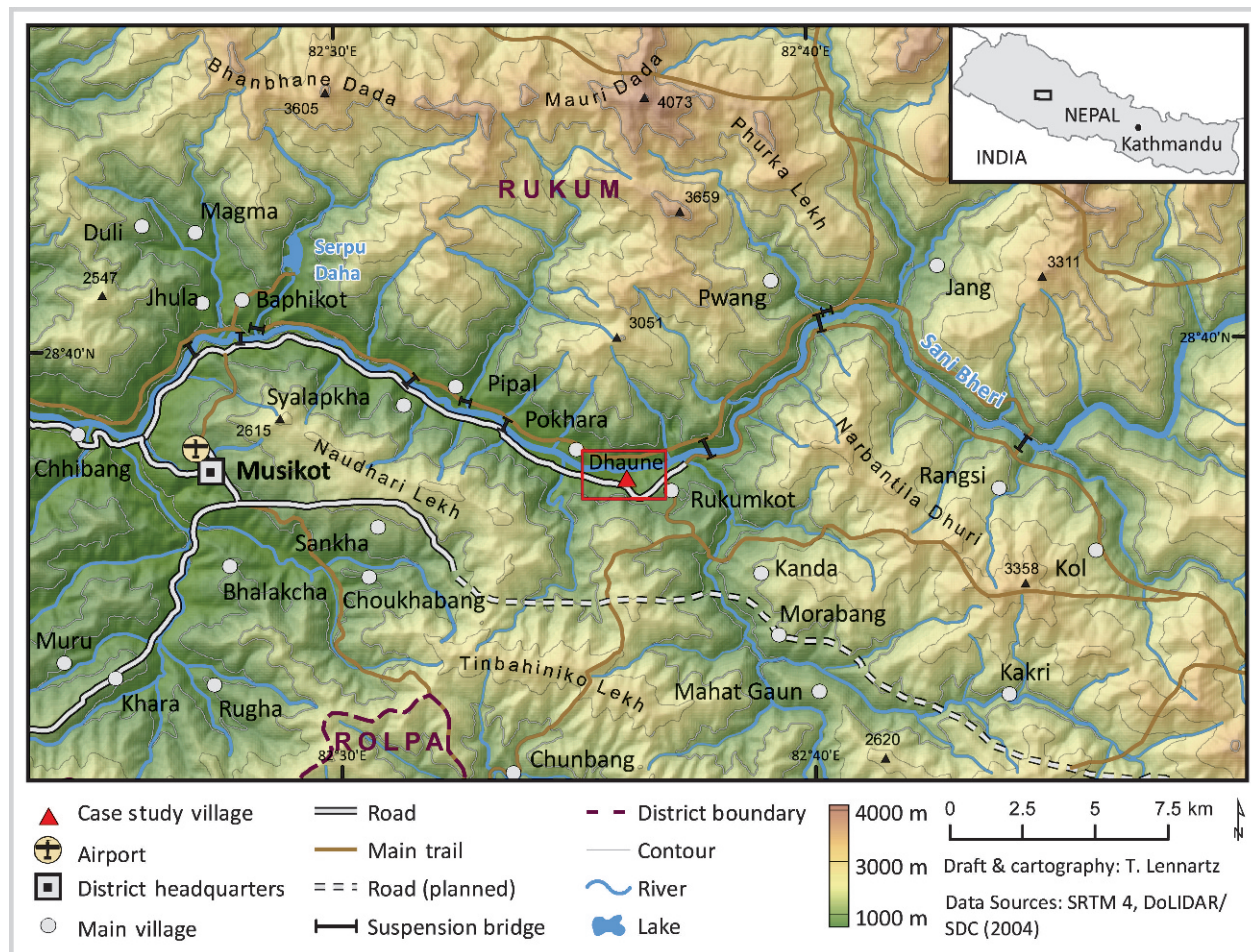 82°30'E
82°40'E
Bhanbhane Dada
3605
Mauri Dada
4073
Phurka Lekh
NEPAL
Kathmandu
INDIA
RUKUM
3659
Magma
Duli
Serpu
Daha
2547
Jhula
Baphikot
Pwang
Jang
3311
3051
28°40'N
28°40'N
Sani Bheri
Syalapkha
Pipal
2615
Pokhara
Naudhari Lekh
Narbantila Dhuri
Chhibang
Musikot
Dhaune
Rukumkot
Rangsi
Sankha
Bhalakcha
Choukhabang
Kanda
3358
Kol
Morabang
Muru
Tinbahiniko Lekh
Mahat Gaun
Kakri
Khara
Rugha
ROLPA
82°30'E
Chunbang
82°40'E
2620
Case study village
Airport
District headquarters
Main village
Road
Main trail
Road (planned)
Suspension bridge
District boundary
Contour
River
Lake
4000 m
3000 m
1000 m
0 2.5 5 7.5 km
N
Draft & cartography: T. Lennartz
Data Sources: SRTM 4, DoLIDAR/
SDC (2004)